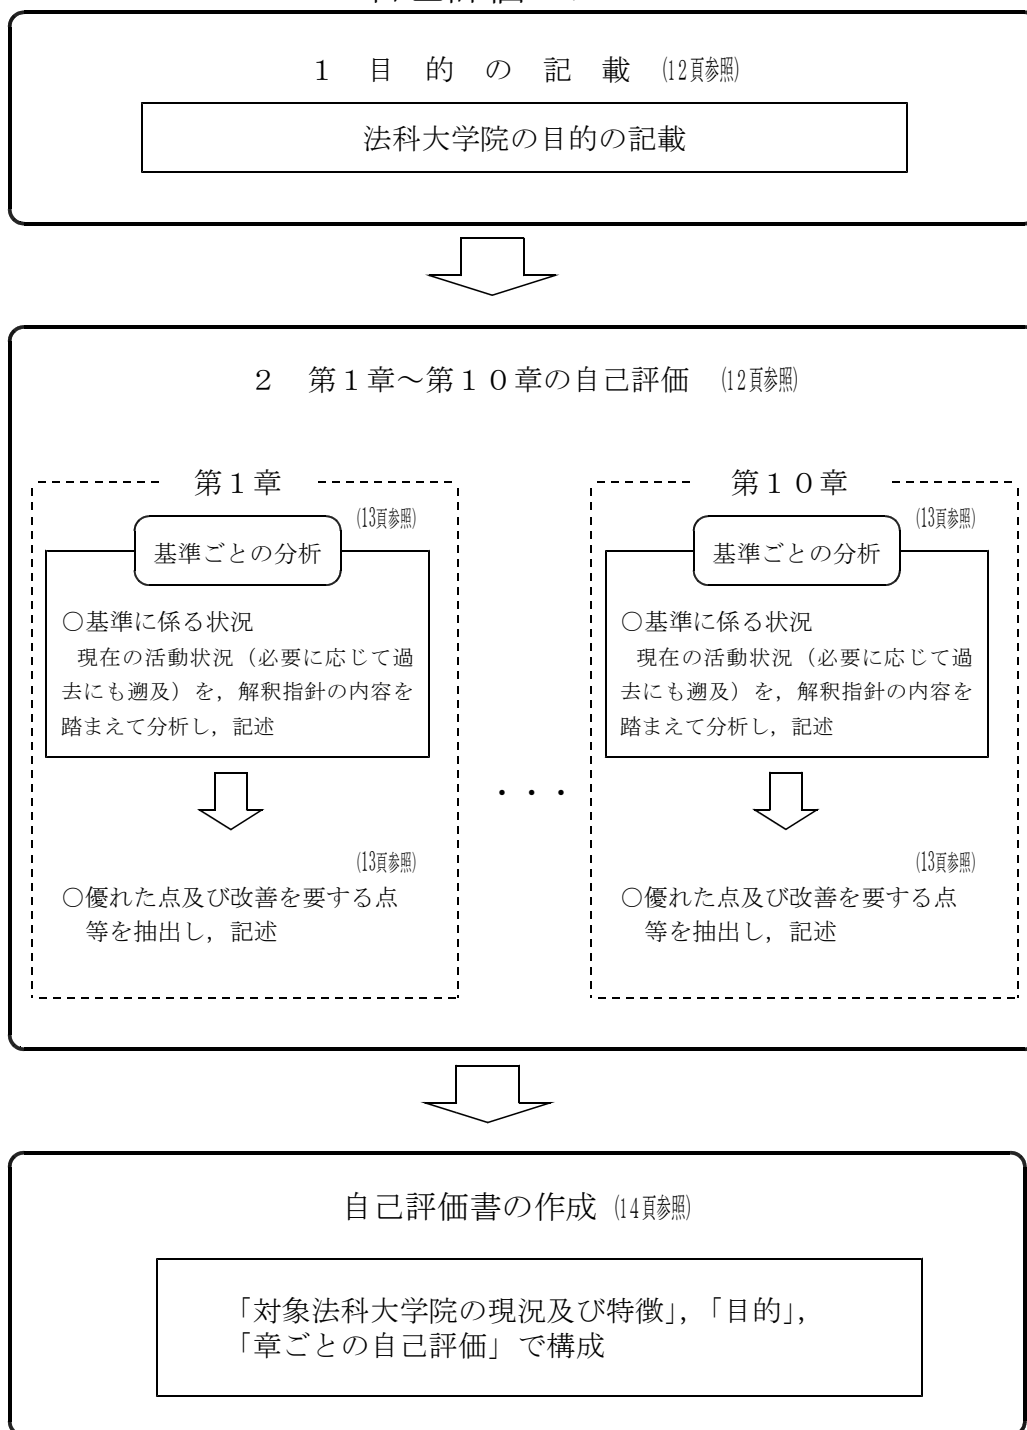 １　目　的　の　記　載　(12頁参照)
法科大学院の目的の記載
２　第１章～第１０章の自己評価　(12頁参照)
第１章
(13頁参照)
基準ごとの分析
○基準に係る状況
現在の活動状況（必要に応じて過
去にも遡及）を，解釈指針の内容を
踏まえて分析し，記述
(13頁参照)
○優れた点及び改善を要する点
等を抽出し，記述
・・・
第１０章
(13頁参照)
基準ごとの分析
○基準に係る状況
現在の活動状況（必要に応じて過
去にも遡及）を，解釈指針の内容を
踏まえて分析し，記述
(13頁参照)
○優れた点及び改善を要する点
等を抽出し，記述
自己評価書の作成 (14頁参照)
「対象法科大学院の現況及び特徴」，「目的」，
「章ごとの自己評価」で構成